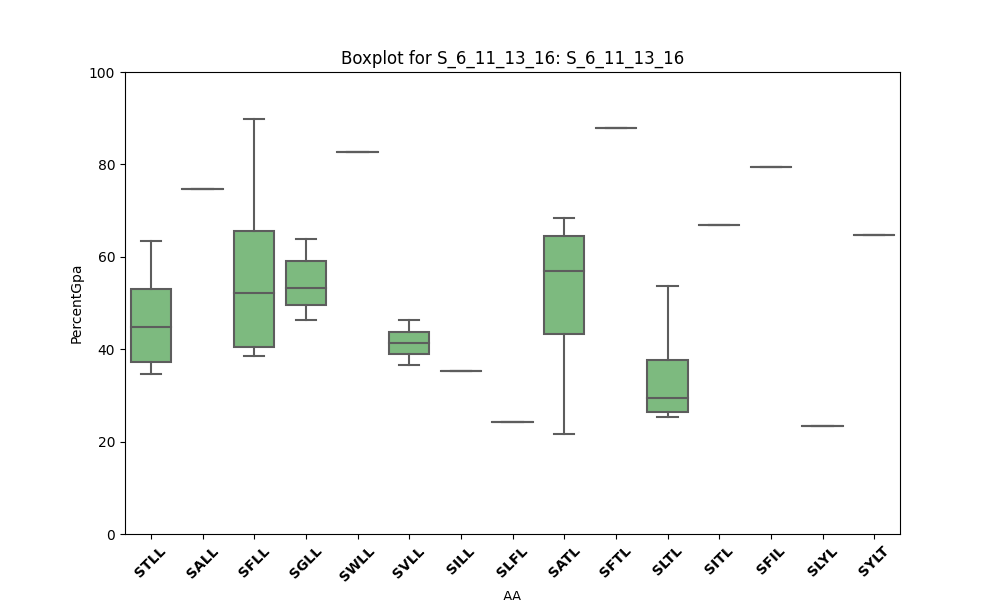 Boxplot for S_6_11_13_16: S_6_11_13_16
PercentGpa
100
80
60
40
20
0
STLL SALL SFLL SGLL SWLL SVLL SILL SLFL SATL SFTL SLTL SITL SFIL SLYL SYLT
AA